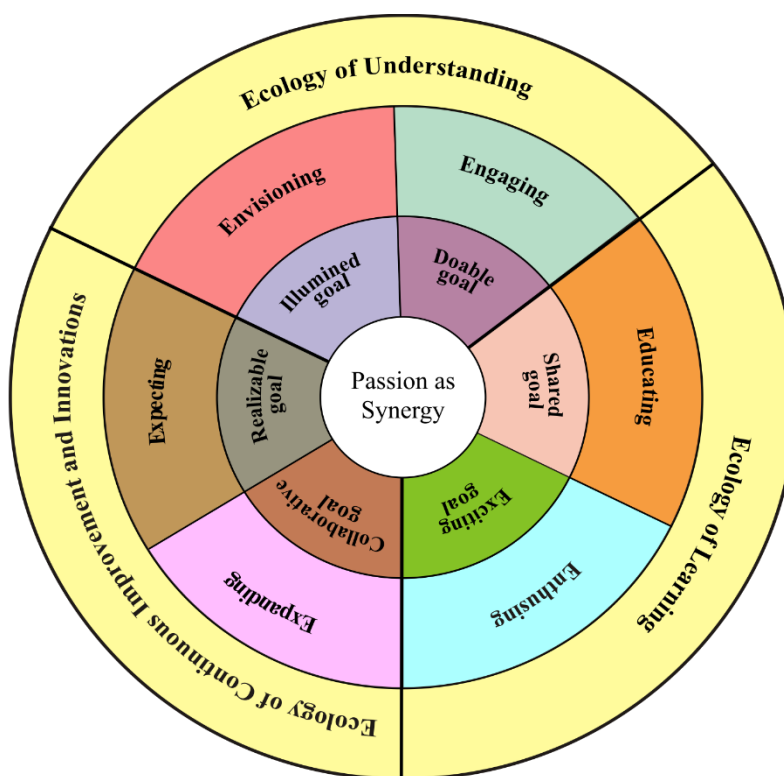 Ecology of Understanding
Envisioning
Engaging
Illumined
goal
Doable
goal
Educating
Shared
goal
Ecology of Learning
Enthusing
Exciting
goal
Expanding
Collaborative
goal
Expecting
Realizable
goal
Ecology of Continuous Improvement and Innovations
Passion as
Synergy